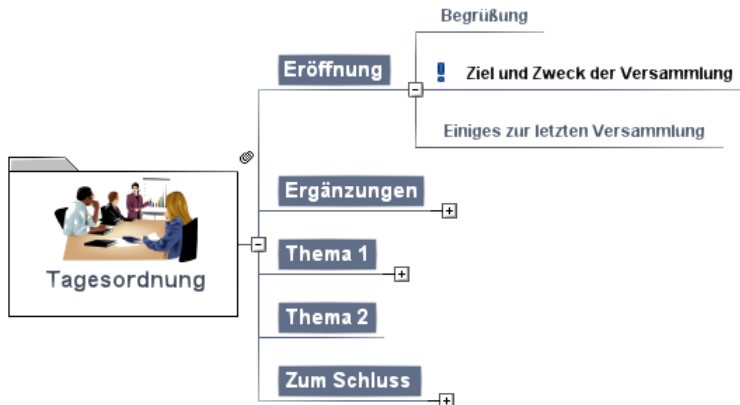 Begrüßung
Eröffnung
Ziel und Zweck der Versammlung
Einiges zur letzten Versammlung
Ergänzungen
Tagesordnung
Thema 1
Thema 2
Zum Schluss